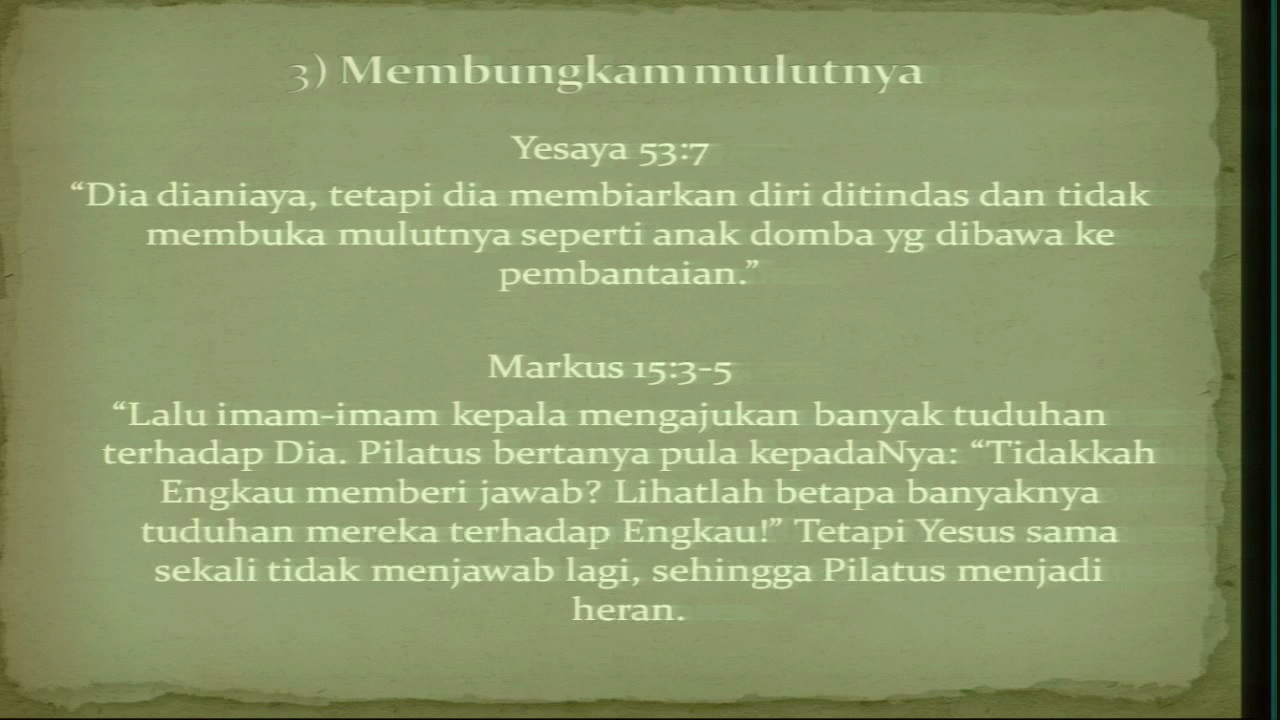 3) Membungkam mulutnya
Yesaya 53:7
“Dia dianiaya, tetapi dia membiarkan diri ditindas dan tidak
membuka mulutnya seperti anak domba yg dibawa ke
pembantaian.”
Markus 15:3-5
“Lalu imam-imam kepala mengajukan banyak tuduhan
terhadap Dia. Pilatus bertanya pula kepadaNya: “Tidakkah
Engkau memberi jawab? Lihatlah betapa banyaknya
tuduhan mereka terhadap Engkau!” Tetapi Yesus sama
sekali tidak menjawab lagi, sehingga Pilatus menjadi
heran.